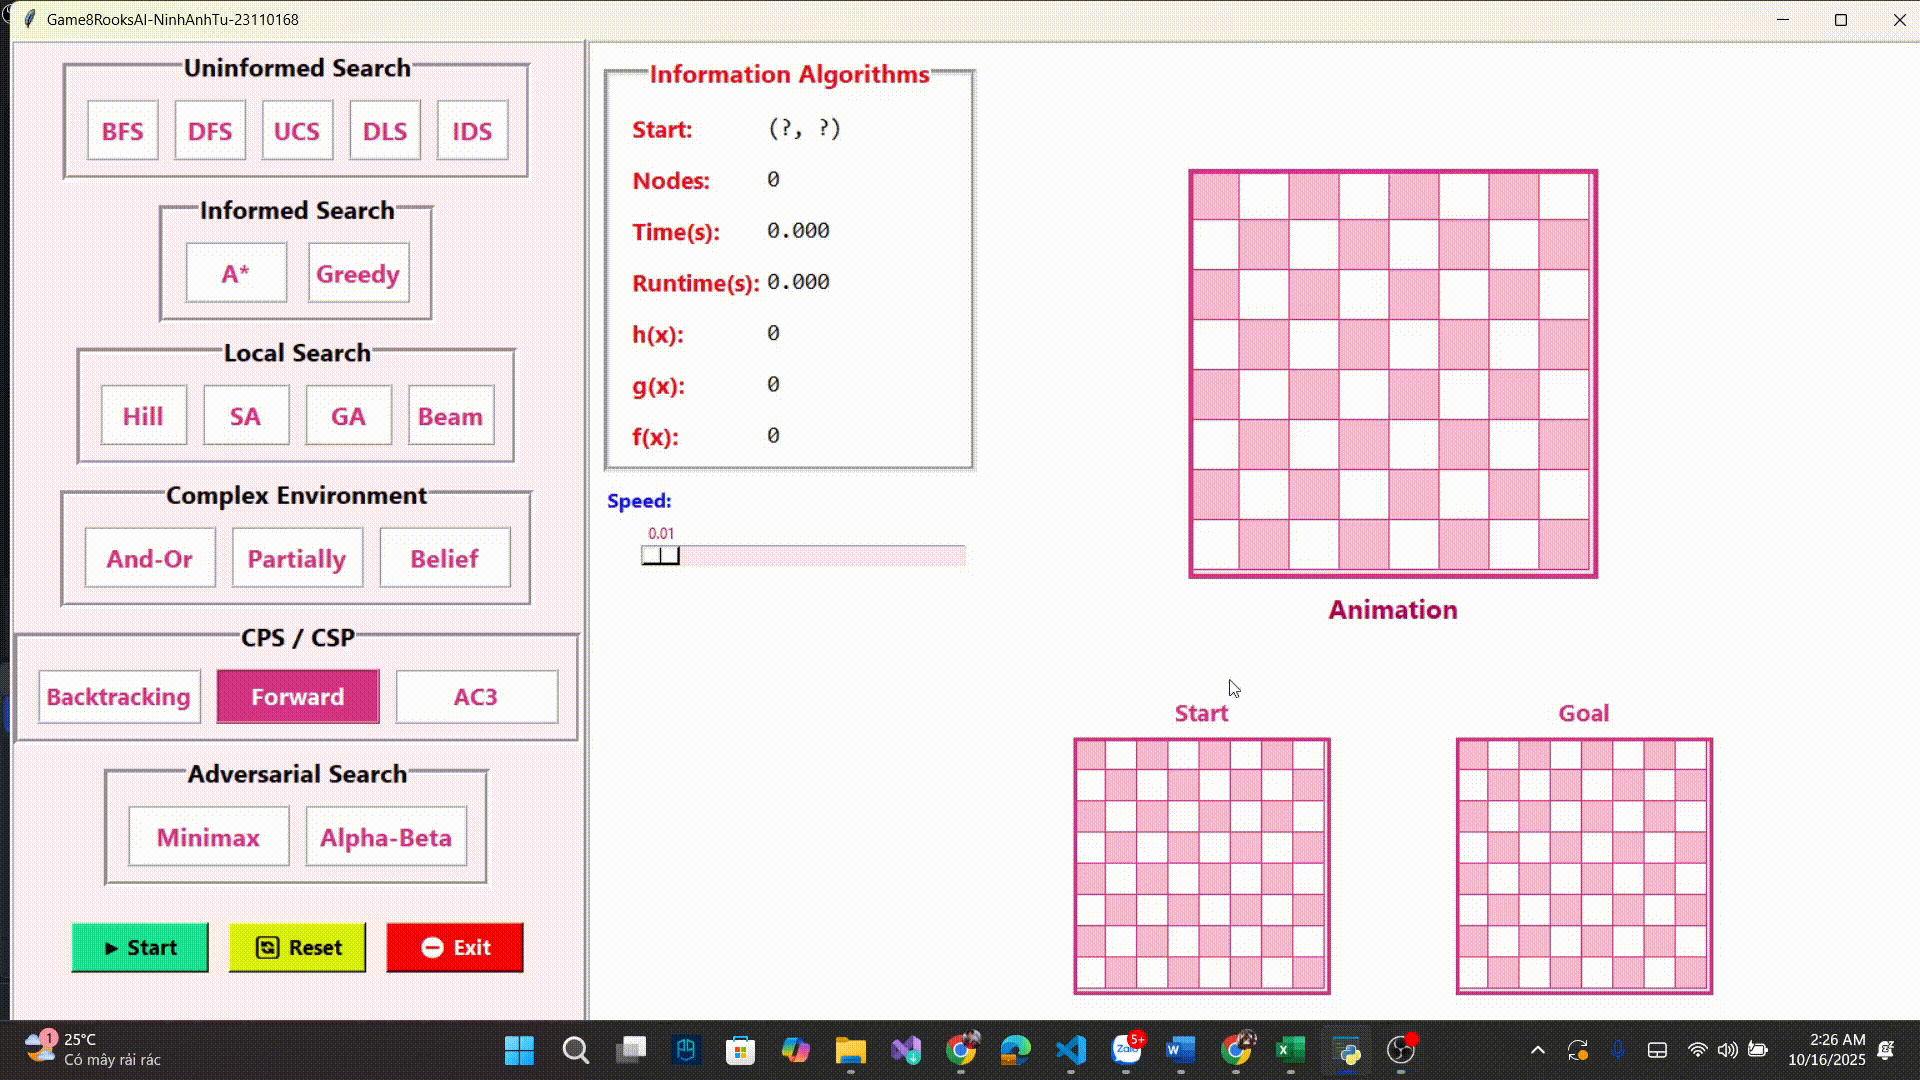 Game8RooksAI-NinhAnhTu-23110168
Uninformed Search
BFS DFS UCS DLS IDS
Informed Search
A* Greedy
Local Search
Hill SA GA Beam
Complex Environment
And-Or Partially Belief
CPS / CSP
Backtracking Forward AC3
Adversarial Search
Minimax Alpha-Beta
Start Reset Exit
Information Algorithms
Start: (?, ?)
Nodes: 0
Time(s): 0.000
Runtime(s): 0.000
h(x): 0
g(x): 0
f(x): 0
Speed:
0.01
Animation
Start
Goal
1
25°C
Có mây rải rác
5+
Zalo
2:26 AM
10/16/2025